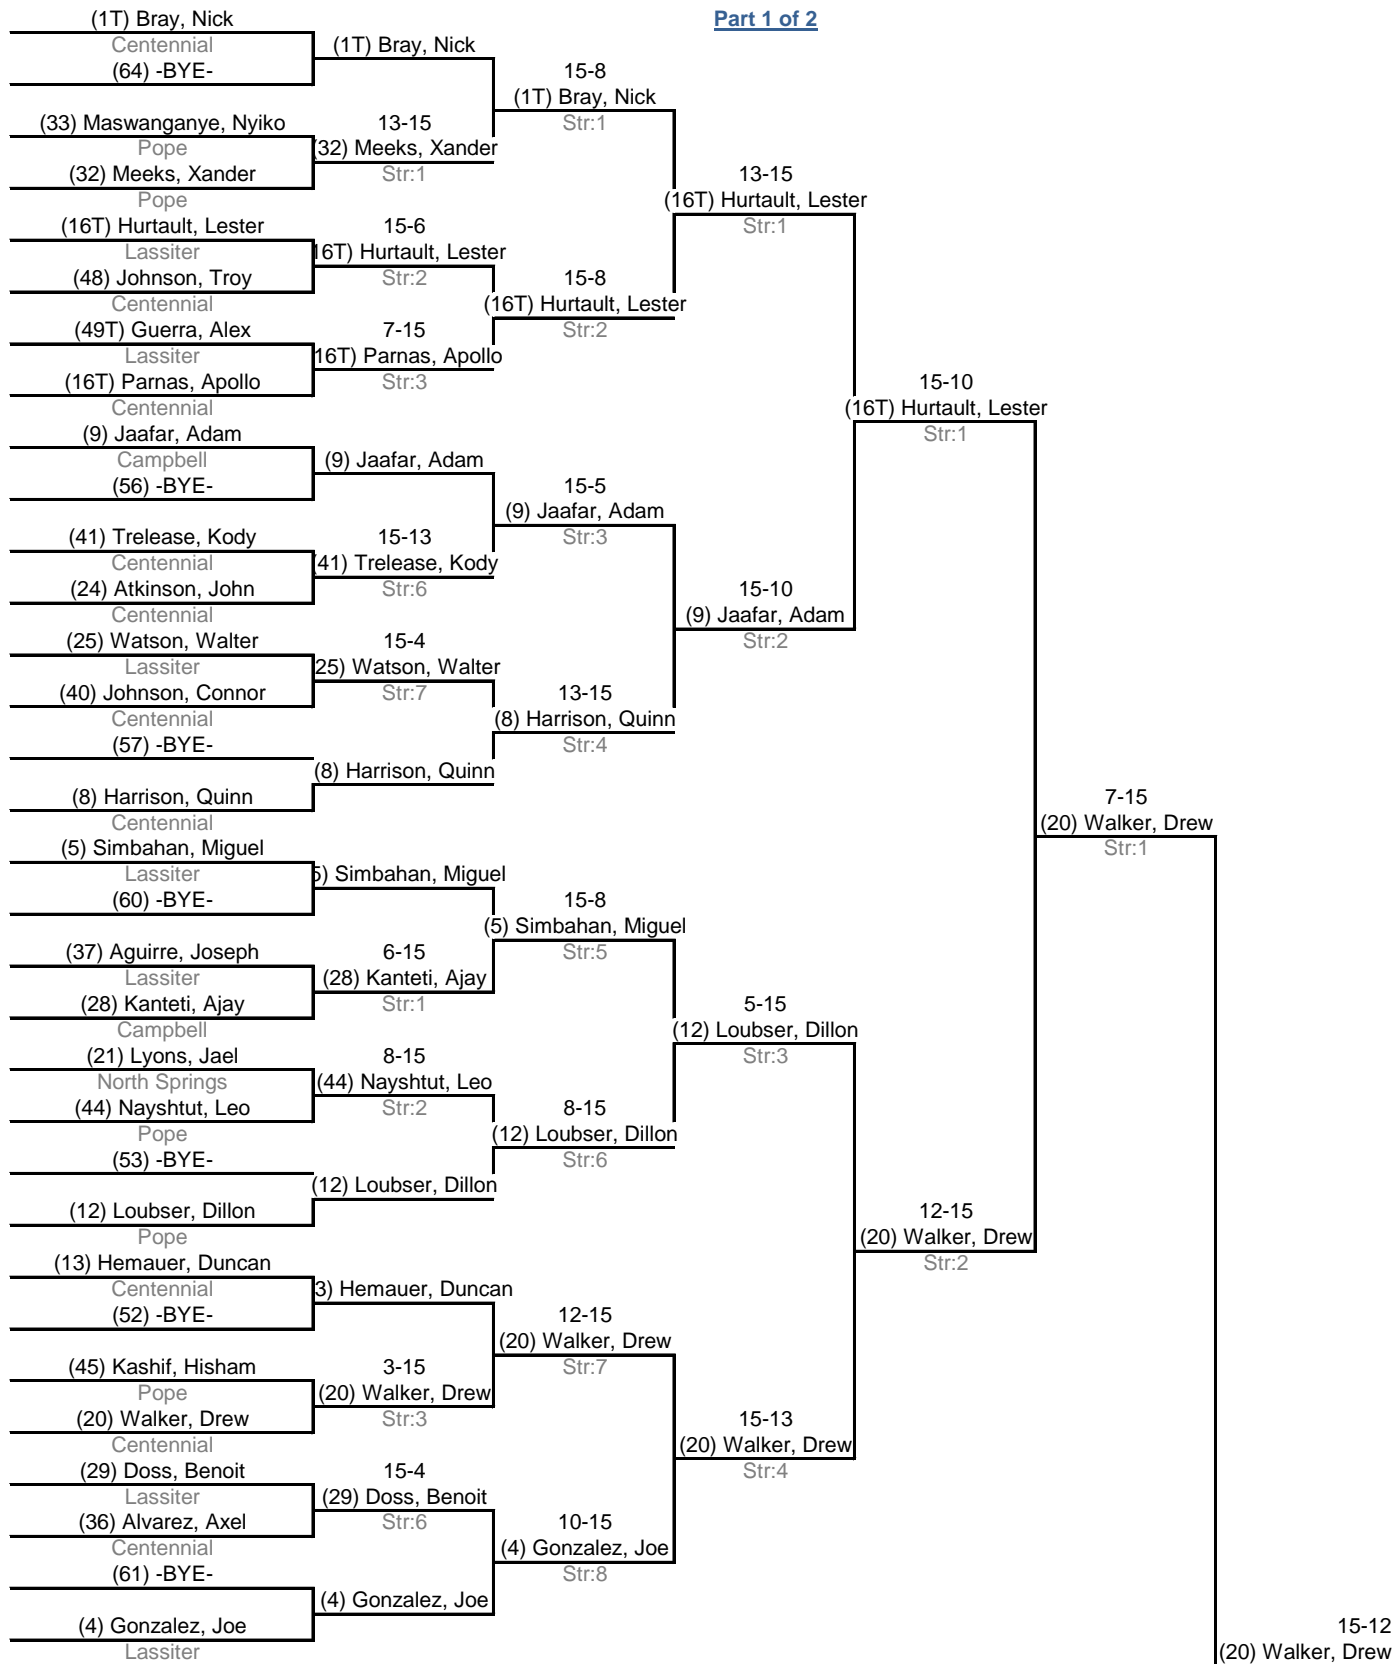 Part 1 of 2
(1T) Bray, Nick
Centennial
(64) -BYE-
(33) Maswanganye, Nyiko
Pope
(32) Meeks, Xander
Pope
(16T) Hurtault, Lester
Lassiter
(48) Johnson, Troy
Centennial
(49T) Guerra, Alex
Lassiter
(16T) Parnas, Apollo
Centennial
(9) Jaafar, Adam
Campbell
(56) -BYE-
(41) Trelease, Kody
Centennial
(24) Atkinson, John
Centennial
(25) Watson, Walter
Lassiter
(40) Johnson, Connor
Centennial
(57) -BYE-
(8) Harrison, Quinn
Centennial
(5) Simbahan, Miguel
Lassiter
(60) -BYE-
(37) Aguirre, Joseph
Lassiter
(28) Kanteti, Ajay
Campbell
(21) Lyons, Jael
North Springs
(44) Nayshtut, Leo
Pope
(53) -BYE-
(12) Loubser, Dillon
Pope
(13) Hemauer, Duncan
Centennial
(52) -BYE-
(45) Kashif, Hisham
Pope
(20) Walker, Drew
Centennial
(29) Doss, Benoit
Lassiter
(36) Alvarez, Axel
Centennial
(61) -BYE-
(4) Gonzalez, Joe
Lassiter
(1T) Bray, Nick
13-15
(32) Meeks, Xander
Str:1
15-6
16T) Hurtault, Lester
Str:2
7-15
16T) Parnas, Apollo
Str:3
(9) Jaafar, Adam
15-13
(41) Trelease, Kody
Str:6
15-4
25) Watson, Walter
Str:7
(8) Harrison, Quinn
5) Simbahan, Miguel
6-15
(28) Kanteti, Ajay
Str:1
8-15
(44) Nayshtut, Leo
Str:2
(12) Loubser, Dillon
3) Hemauer, Duncan
3-15
(20) Walker, Drew
Str:3
15-4
(29) Doss, Benoit
Str:6
(4) Gonzalez, Joe
15-8
(1T) Bray, Nick
Str:1
15-8
(16T) Hurtault, Lester
Str:2
15-5
(9) Jaafar, Adam
Str:3
13-15
(8) Harrison, Quinn
Str:4
15-8
(5) Simbahan, Miguel
Str:5
8-15
(12) Loubser, Dillon
Str:6
12-15
(20) Walker, Drew
Str:7
10-15
(4) Gonzalez, Joe
Str:8
13-15
(16T) Hurtault, Lester
Str:1
15-10
(9) Jaafar, Adam
Str:2
5-15
(12) Loubser, Dillon
Str:3
15-13
(20) Walker, Drew
Str:4
15-10
(16T) Hurtault, Lester
Str:1
12-15
(20) Walker, Drew
Str:2
7-15
(20) Walker, Drew
Str:1
15-12
(20) Walker, Drew